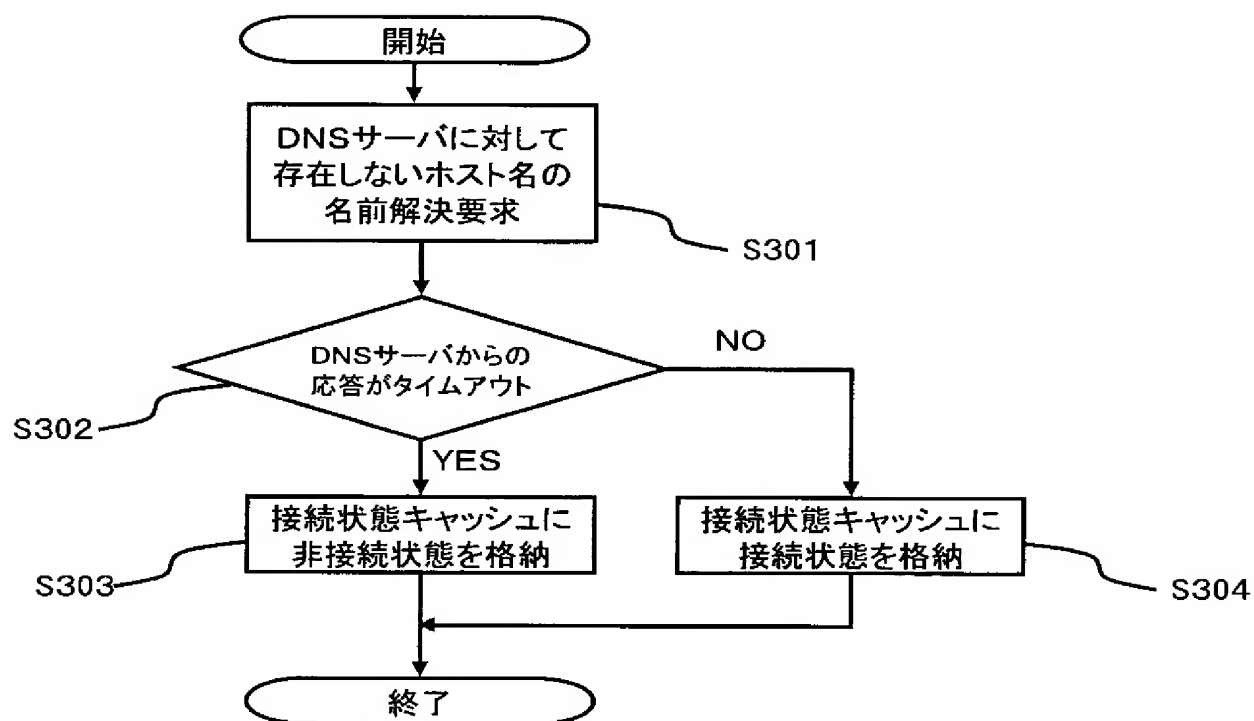 開始
DNSサーバに対して
存在しないホスト名の
名前解決要求
S301
DNSサーバからの
応答がタイムアウト
NO
S302
YES
接続状態キャッシュに
非接続状態を格納
接続状態キャッシュに
接続状態を格納
S303
S304
終了